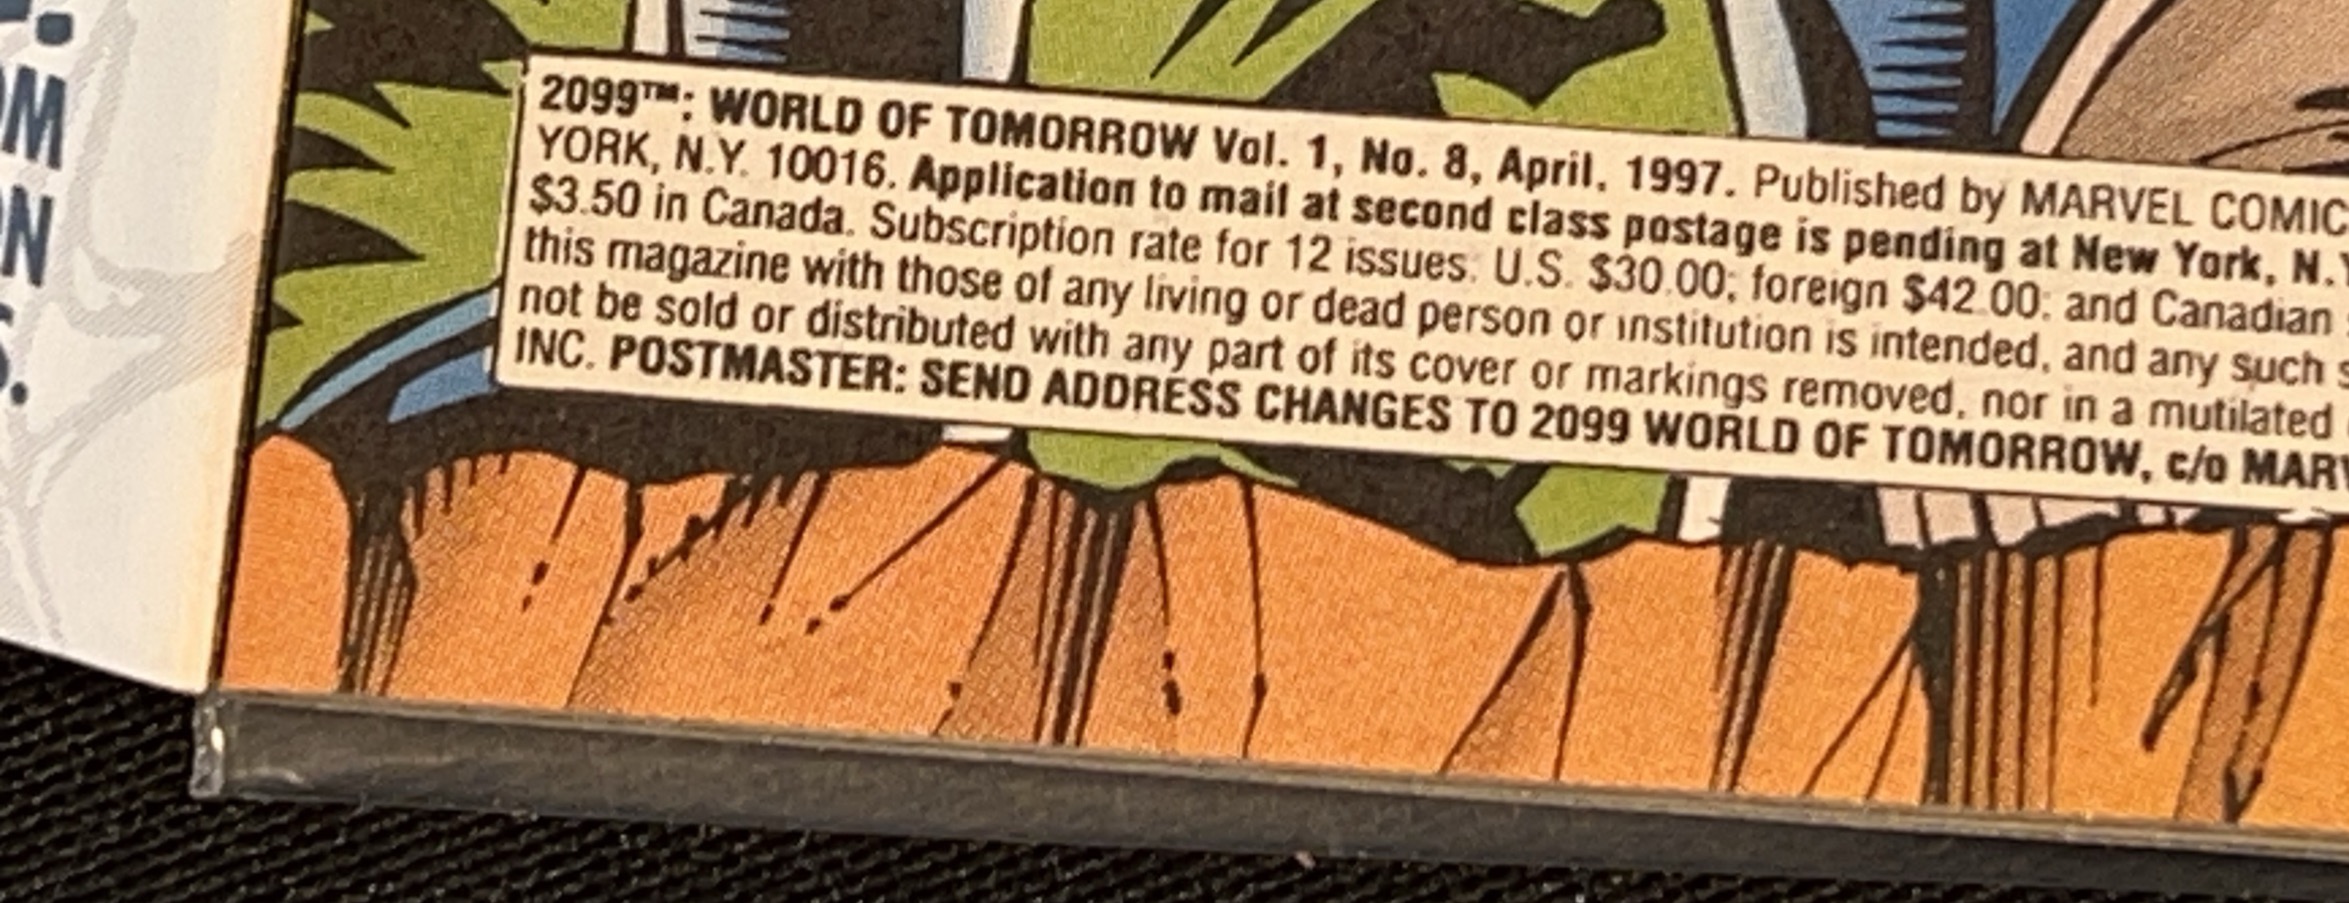 OM
ON
2099™: WORLD OF TOMORROW Vol. 1, No. 8, April, 1997. Published by MARVEL COMIC
YORK, N.Y. 10016. Application to mail at second class postage is pending at New York, N.Y
$3.50 in Canada. Subscription rate for 12 issues: U.S. $30.00; foreign $42.00; and Canadian
this magazine with those of any living or dead person or institution is intended, and any such s
not be sold or distributed with any part of its cover or markings removed, nor in a mutilated
INC. POSTMASTER: SEND ADDRESS CHANGES TO 2099 WORLD OF TOMORROW, c/o MARV